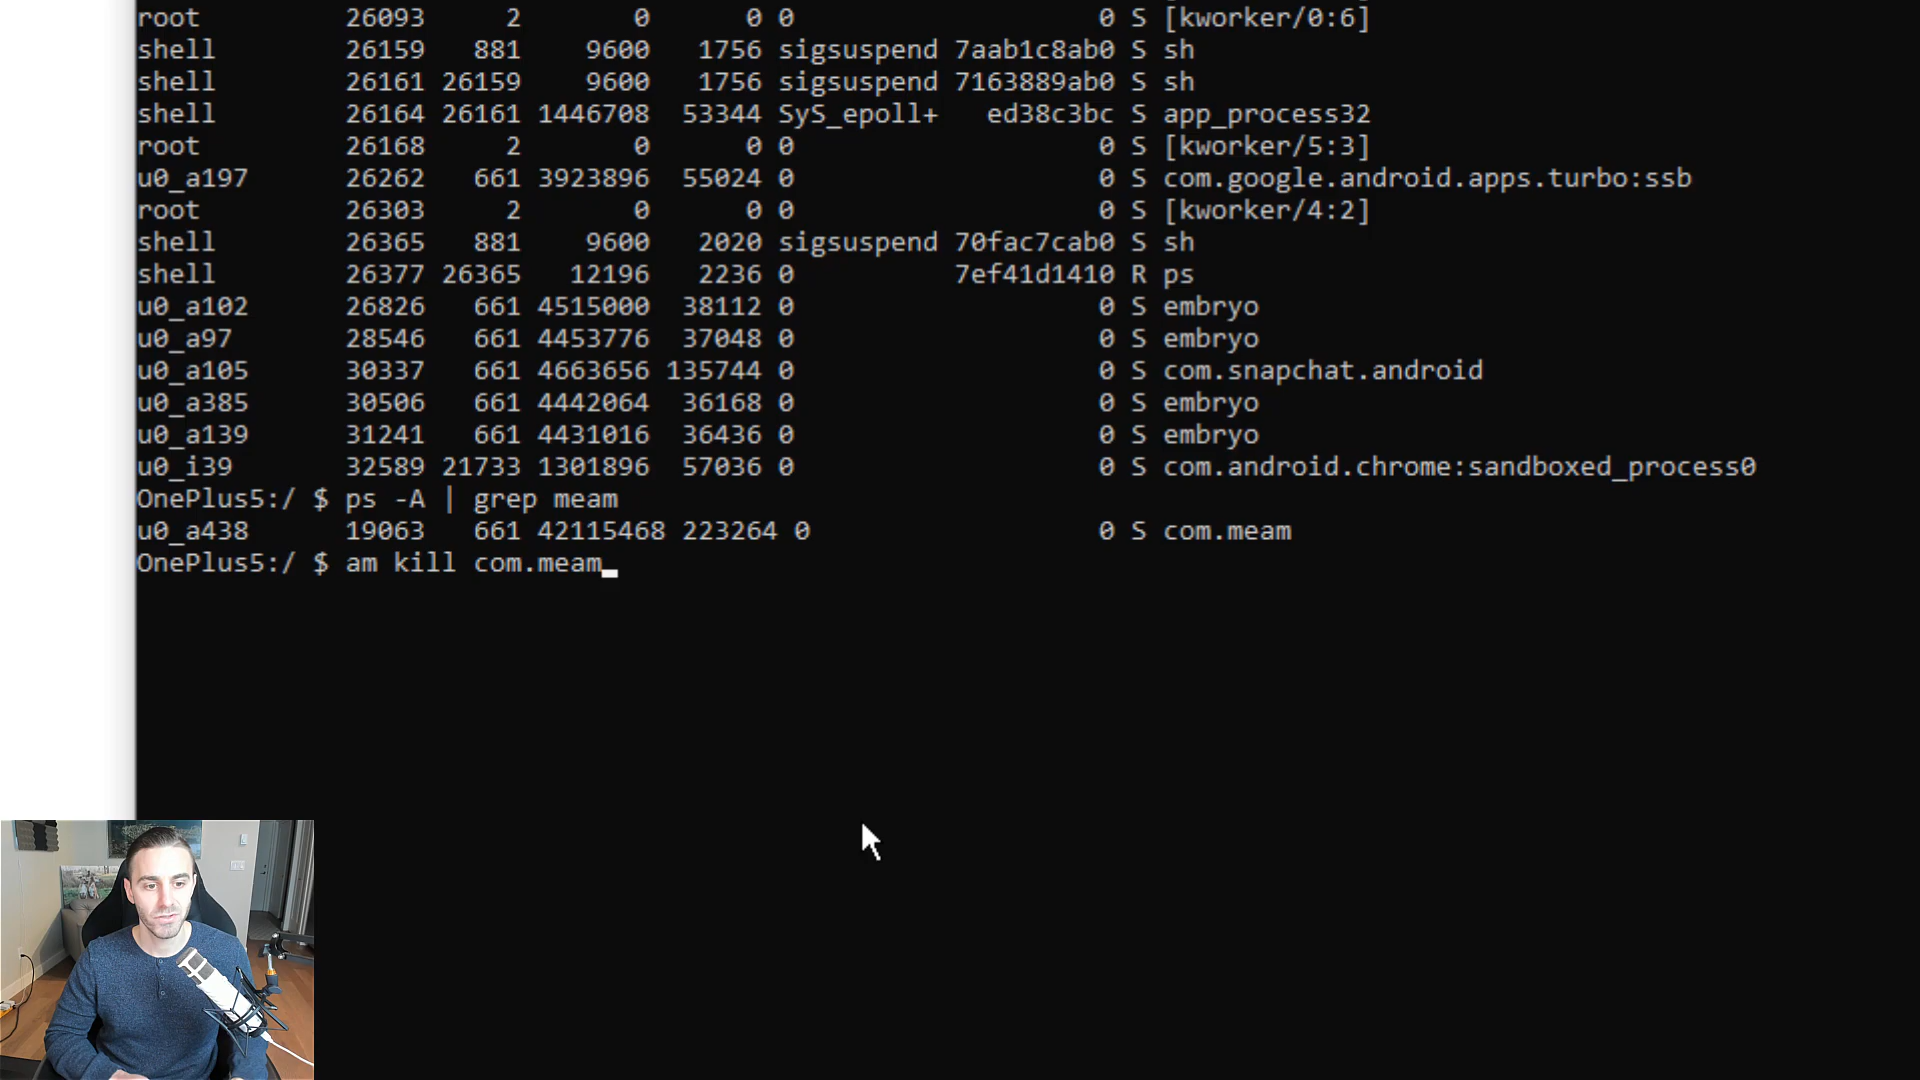 root 26093 2 0 0 0 0 S [kworker/0:6]
shell 26159 881 9600 1756 sigsuspend 7aab1c8ab0 S sh
shell 26161 26159 9600 1756 sigsuspend 7163889ab0 S sh
shell 26164 26161 1446708 53344 SyS_epoll+ ed38c3bc S app_process32
root 26168 2 0 0 0 0 S [kworker/5:3]
u0_a197 26262 661 3923896 55024 0 0 S com.google.android.apps.turbo:ssb
root 26303 2 0 0 0 0 S [kworker/4:2]
shell 26365 881 9600 2020 sigsuspend 70fac7cab0 S sh
shell 26377 26365 12196 2236 0 7ef41d1410 R ps
u0_a102 26826 661 4515000 38112 0 0 S embryo
u0_a97 28546 661 4453776 37048 0 0 S embryo
u0_a105 30337 661 4663656 135744 0 0 S com.snapchat.android
u0_a385 30506 661 4442064 36168 0 0 S embryo
u0_a139 31241 661 4431016 36436 0 0 S embryo
u0_i39 32589 21733 1301896 57036 0 0 S com.android.chrome:sandboxed_process0
OnePlus5:/ $ ps -A | grep meam
u0_a438 19063 661 42115468 223264 0 0 S com.meam
OnePlus5:/ $ am kill com.meam